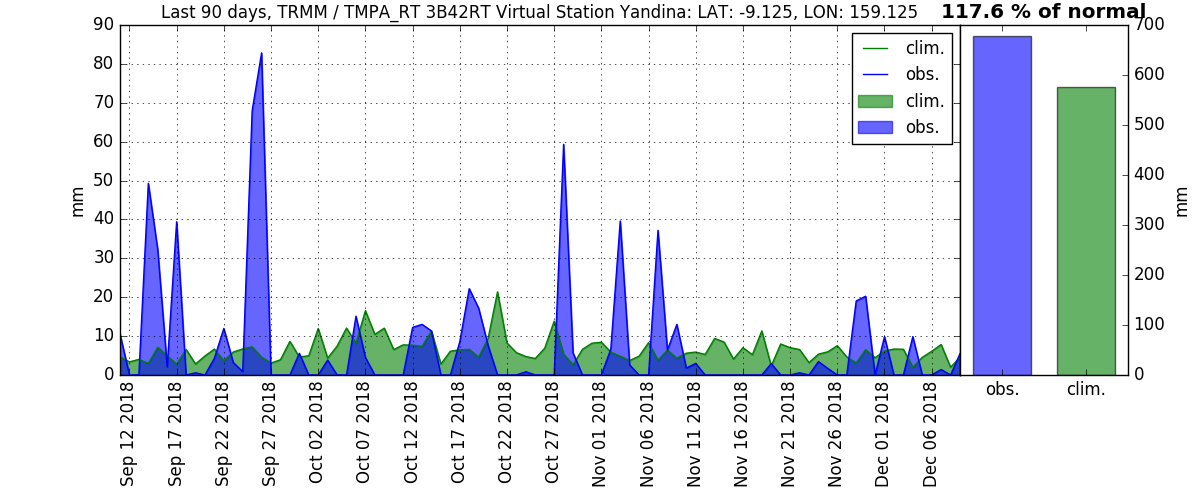 Last 90 days, TRMM / TMPA_RT 3B42RT Virtual Station Yandina: LAT: -9.125, LON: 159.125
117.6 % of normal
90
80
70
60
50
40
30
20
10
0
mm
clim.
obs.
clim.
obs.
Sep 12 2018
Sep 17 2018
Sep 22 2018
Sep 27 2018
Oct 02 2018
Oct 07 2018
Oct 12 2018
Oct 17 2018
Oct 22 2018
Oct 27 2018
Nov 01 2018
Nov 06 2018
Nov 11 2018
Nov 16 2018
Nov 21 2018
Nov 26 2018
Dec 01 2018
Dec 06 2018
700
600
500
400
300
200
100
0
mm
obs.
clim.